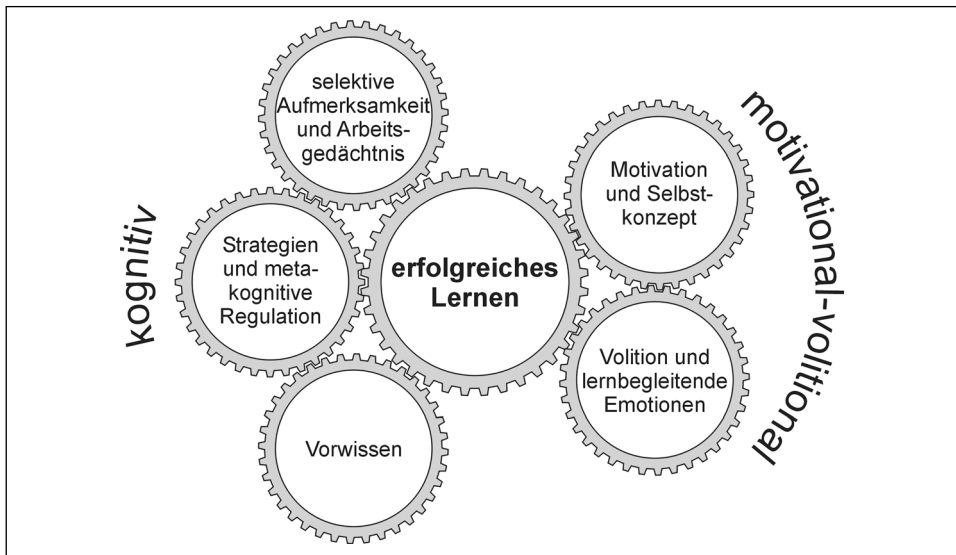 selektive
Aufmerksamkeit
und Arbeits-
gedächtnis
kognitiv
Strategien
und meta-
kognitive
Regulation
Vorwissen
erfolgreiches
Lernen
Motivation
und Selbst-
konzept
Volition und
lernbegleitende
Emotionen
motivational-volitional